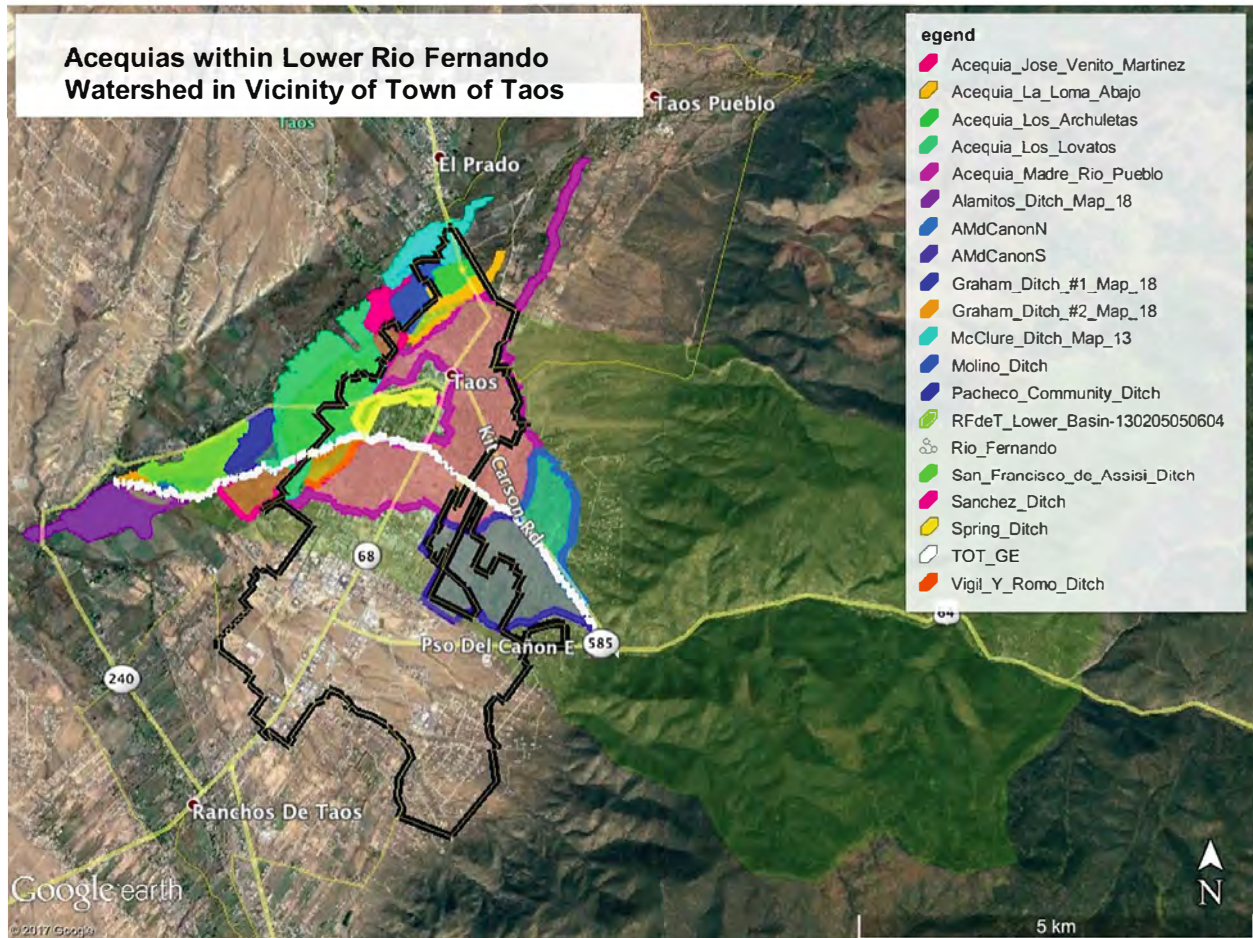 Acequias within Lower Rio Fernando
Watershed in Vicinity of Town of Taos
Taos
Taos Pueblo
El Prado
Taos
Kit Carson Rd
68
Pso Del Cañon E
585
64
240
Ranchos De Taos
egend
Acequia_Jose_Venito_Martinez
Acequia_La_Loma_Abajo
Acequia_Los_Archuletas
Acequia_Los_Lovatos
Acequia_Madre_Rio_Pueblo
Alamitos_Ditch_Map_18
AMdCanonN
AMdCanonS
Graham_Ditch_#1_Map_18
Graham_Ditch_#2_Map_18
McClure_Ditch_Map_13
Molino_Ditch
Pacheco_Community_Ditch
RFdeT_Lower_Basin-130205050604
Rio_Fernando
San_Francisco_de_Assisi_Ditch
Sanchez_Ditch
Spring_Ditch
TOT_GE
Vigil_Y_Romo_Ditch
Google earth
© 2017 Google
N
5 km